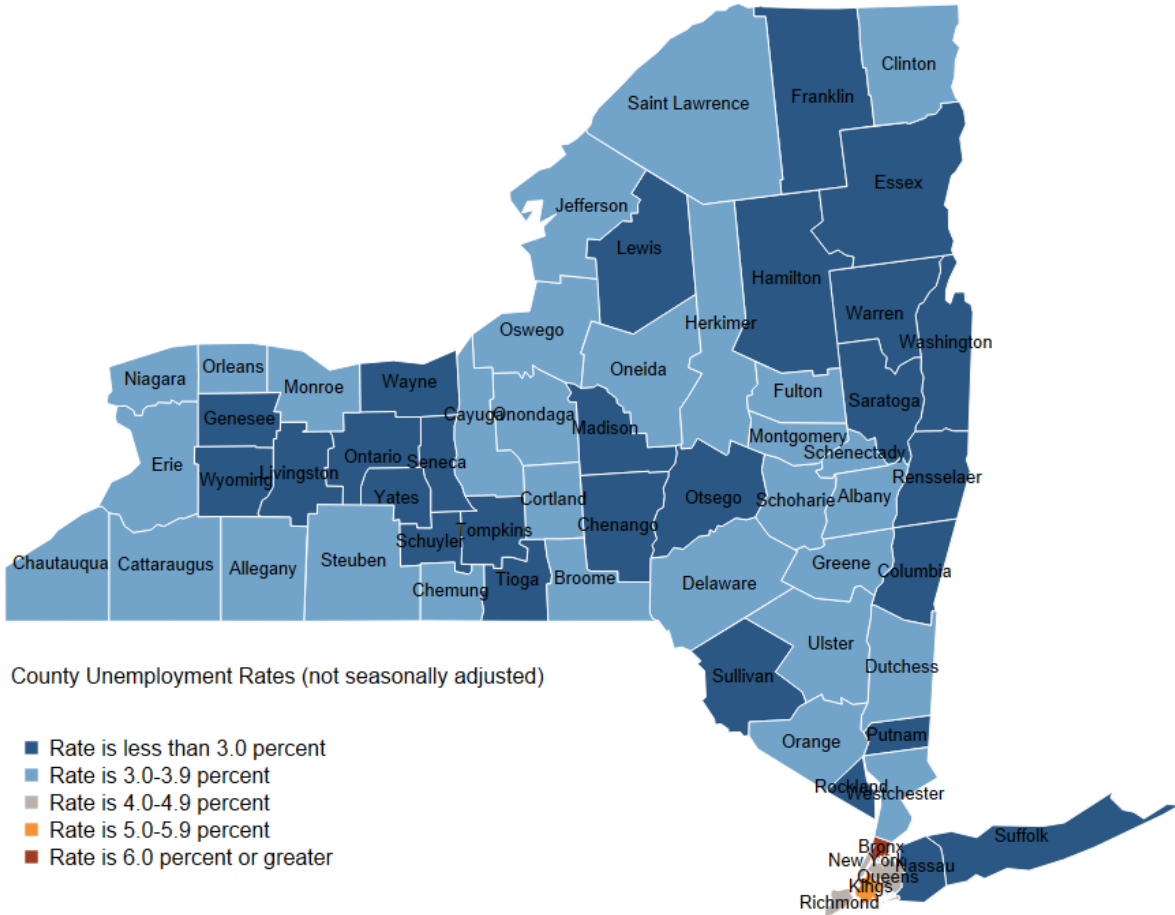 Clinton
Franklin
Saint Lawrence
Essex
Jefferson
Lewis
Hamilton
Warren
Herkimer
Oswego
Washington
Oneida
Orleans
Niagara
Monroe
Wayne
Fulton
Saratoga
Cayuga
Onondaga
Genesee
Madison
Montgomery
Schenectady
Ontario
Seneca
Erie
Livingston
Wyoming
Rensselaer
Yates
Otsego
Cortland
Schoharie
Albany
Chenango
Tompkins
Schuyler
Steuben
Chautauqua
Cattaraugus
Allegany
Greene
Columbia
Tioga
Broome
Delaware
Chemung
Ulster
Dutchess
Sullivan
County Unemployment Rates (not seasonally adjusted)
Putnam
Orange
Rate is less than 3.0 percent
Rate is 3.0-3.9 percent
Rate is 4.0-4.9 percent
Rate is 5.0-5.9 percent
Rate is 6.0 percent or greater
Rockland
Westchester
Suffolk
Bronx
New York
Nassau
Queens
Kings
Richmond